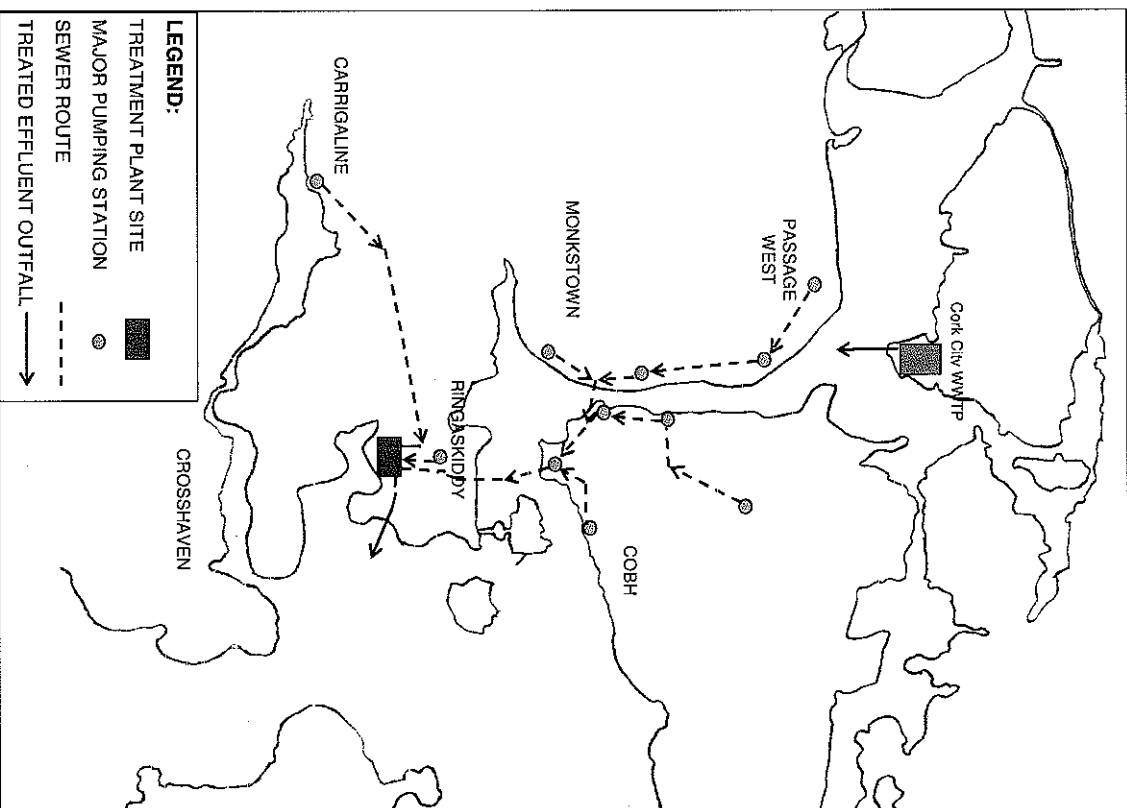 Cork City WWTP
PASSAGE
WEST
MONKSTOWN
COBH
RINGASKIDDY
CARRIGALINE
CROSSHAVEN
LEGEND:
TREATMENT PLANT SITE
MAJOR PUMPING STATION
SEWER ROUTE
TREATED EFFLUENT OUTFALL